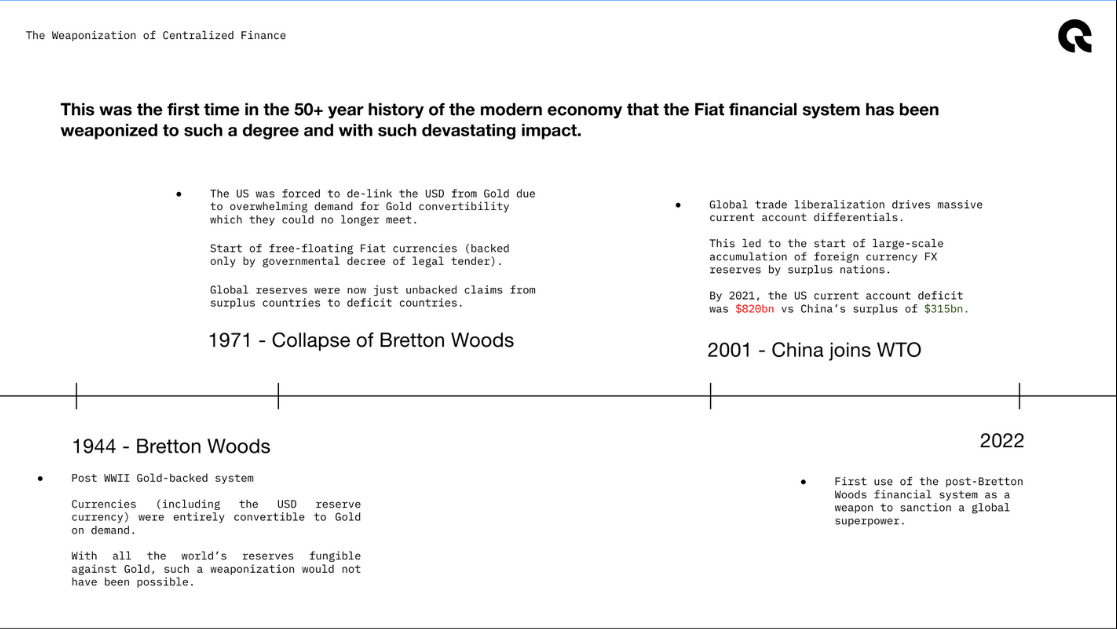 The Weaponization of Centralized Finance
This was the first time in the 50+ year history of the modern economy that the Fiat financial system has been
weaponized to such a degree and with such devastating impact.
● The US was forced to de-link the USD from Gold due
to overwhelming demand for Gold convertibility
which they could no longer meet.
Start of free-floating Fiat currencies (backed
only by governmental decree of legal tender).
Global reserves were now just unbacked claims from
surplus countries to deficit countries.
1971 - Collapse of Bretton Woods
● Global trade liberalization drives massive
current account differentials.
This led to the start of large-scale
accumulation of foreign currency FX
reserves by surplus nations.
By 2021, the US current account deficit
was $820bn vs China’s surplus of $315bn.
2001 - China joins WTO
1944 - Bretton Woods
● Post WWII Gold-backed system
Currencies (including the USD reserve
currency) were entirely convertible to Gold
on demand.
With all the world’s reserves fungible
against Gold, such a weaponization would not
have been possible.
2022
● First use of the post-Bretton
Woods financial system as a
weapon to sanction a global
superpower.